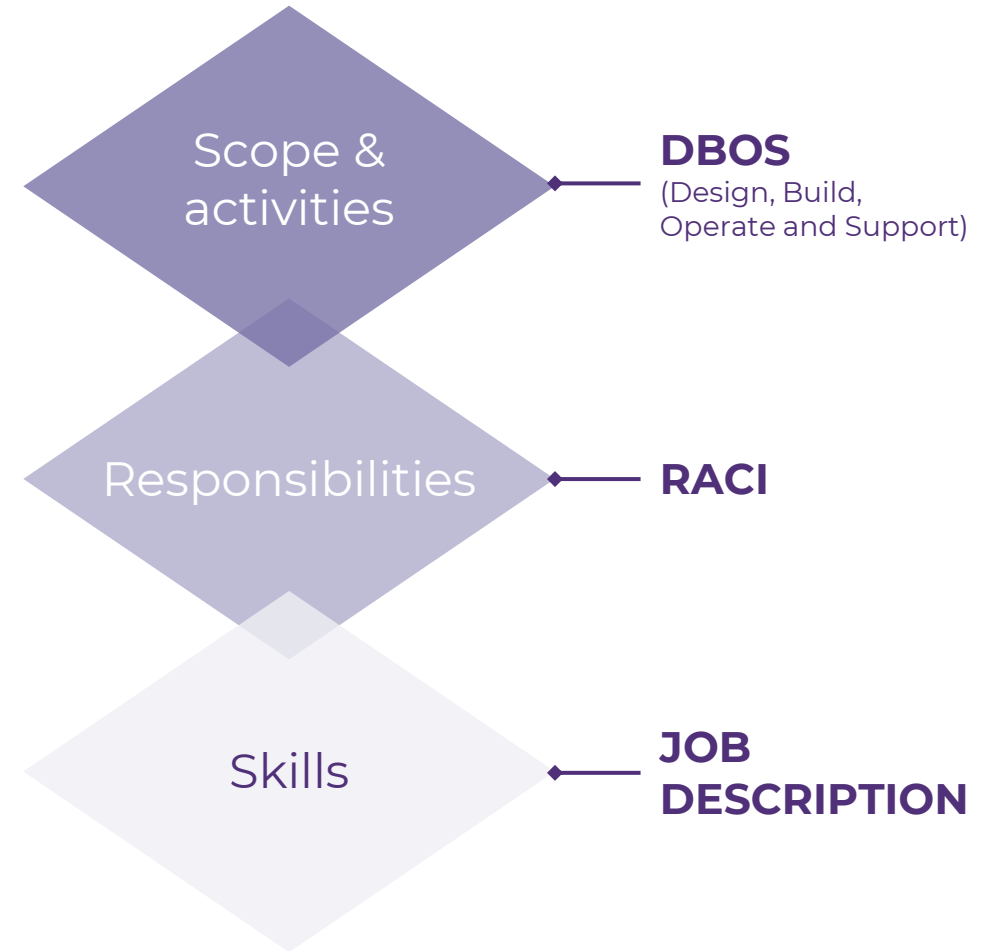 Scope &
activities
DBOS
(Design, Build,
Operate and Support)
Responsibilities
RACI
Skills
JOB
DESCRIPTION